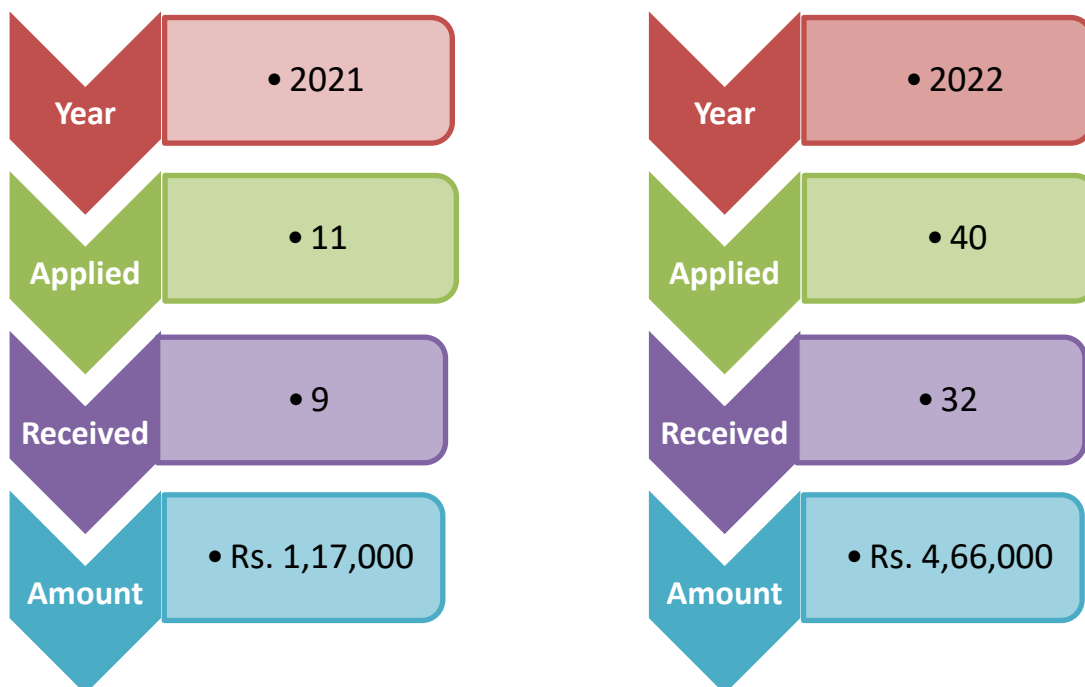 Year
• 2021
Applied
• 11
Received
• 9
Amount
• Rs. 1,17,000
Year
• 2022
Applied
• 40
Received
• 32
Amount
• Rs. 4,66,000